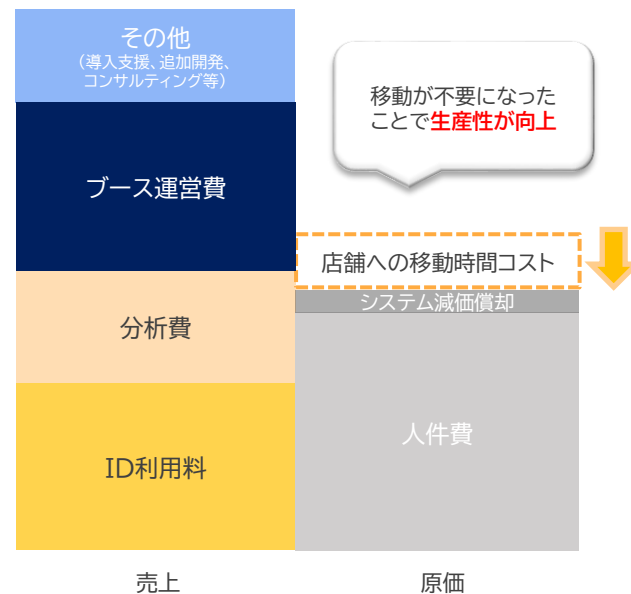 その他
（導入支援、追加開発、
コンサルティング等）
ブース運営費
分析費
ID利用料
売上
移動が不要になった
ことで生産性が向上
店舗への移動時間コスト
システム減価償却
人件費
原価